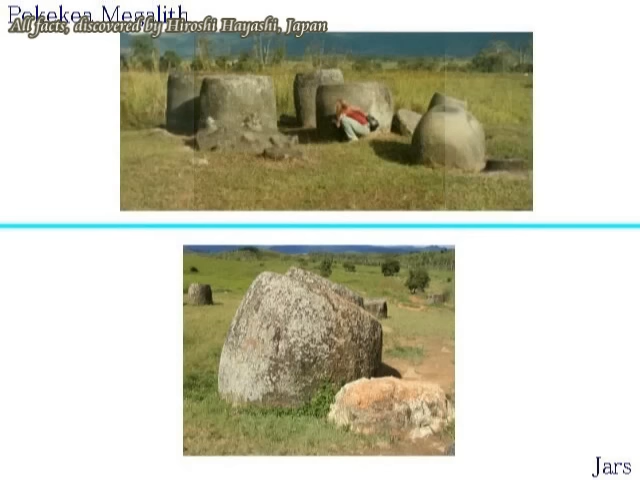 Pekekea Megalith
All facts, discovered by Hiroshi Hayashi, Japan
Jars